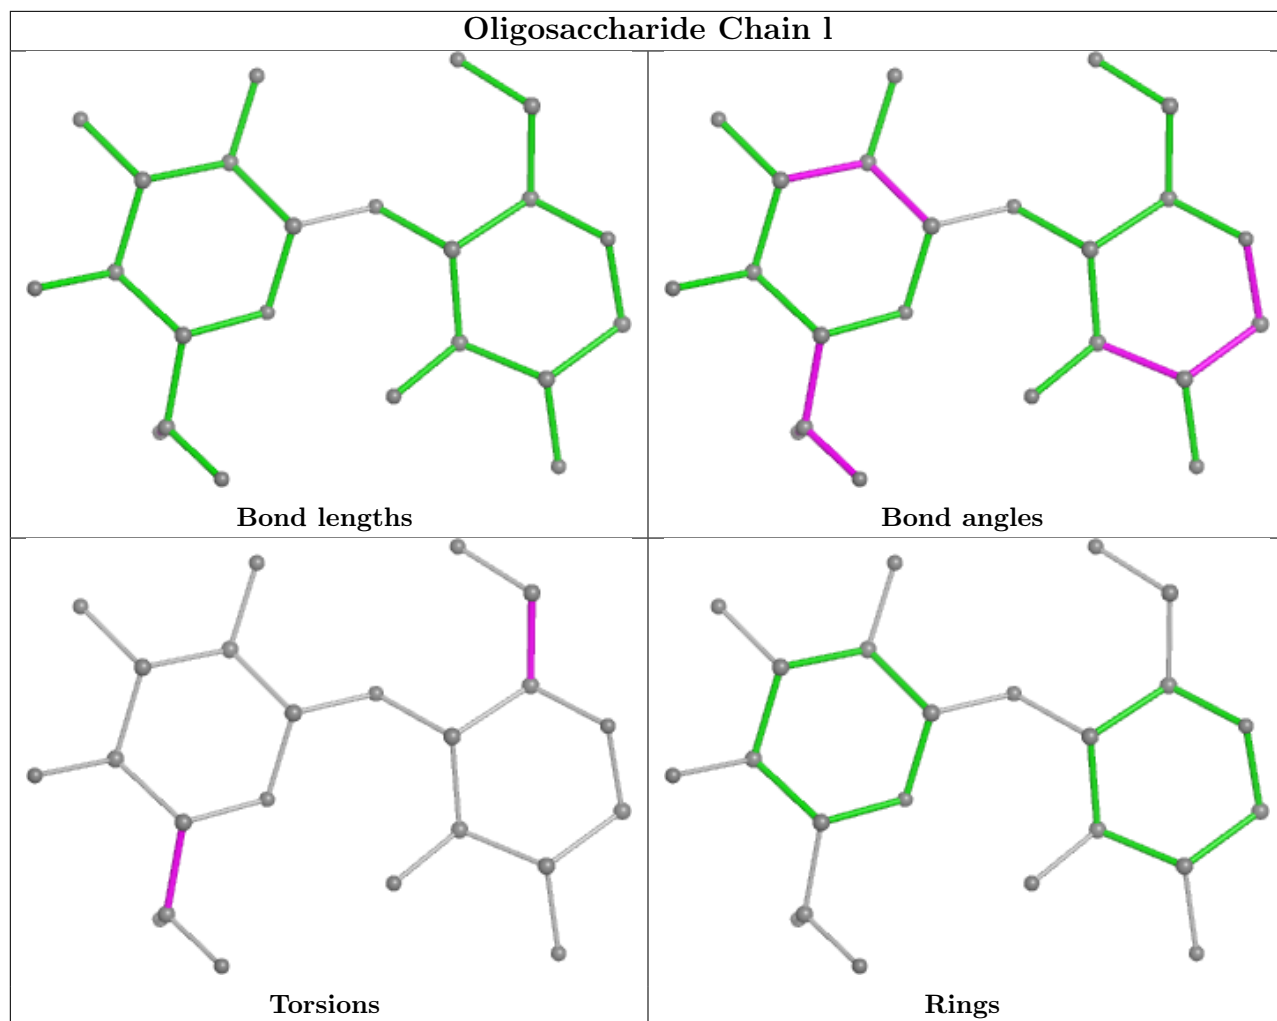 Oligosaccharide Chain l
Bond lengths
Bond angles
Torsions
Rings